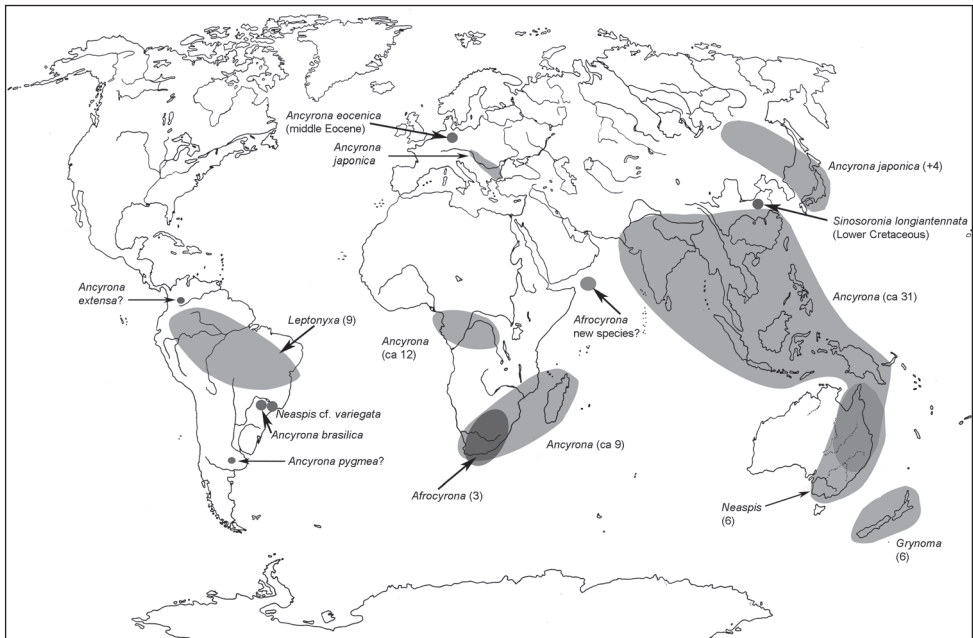 Ancyrona eocenica
(middle Eocene)
Ancyrona
japonica
Ancyrona japonica (+4)
Sinosoronia longiantennata
(Lower Cretaceous)
Ancyrona
extensa?
Leptonyxa (9)
Ancyrona
(ca 12)
Afrocyrona
new species?
Ancyrona (ca 31)
Neaspis cf. variegata
Ancyrona brasilica
Ancyrona pygmea?
Ancyrona (ca 9)
Afrocyrona (3)
Neaspis
(6)
Grynoma
(6)